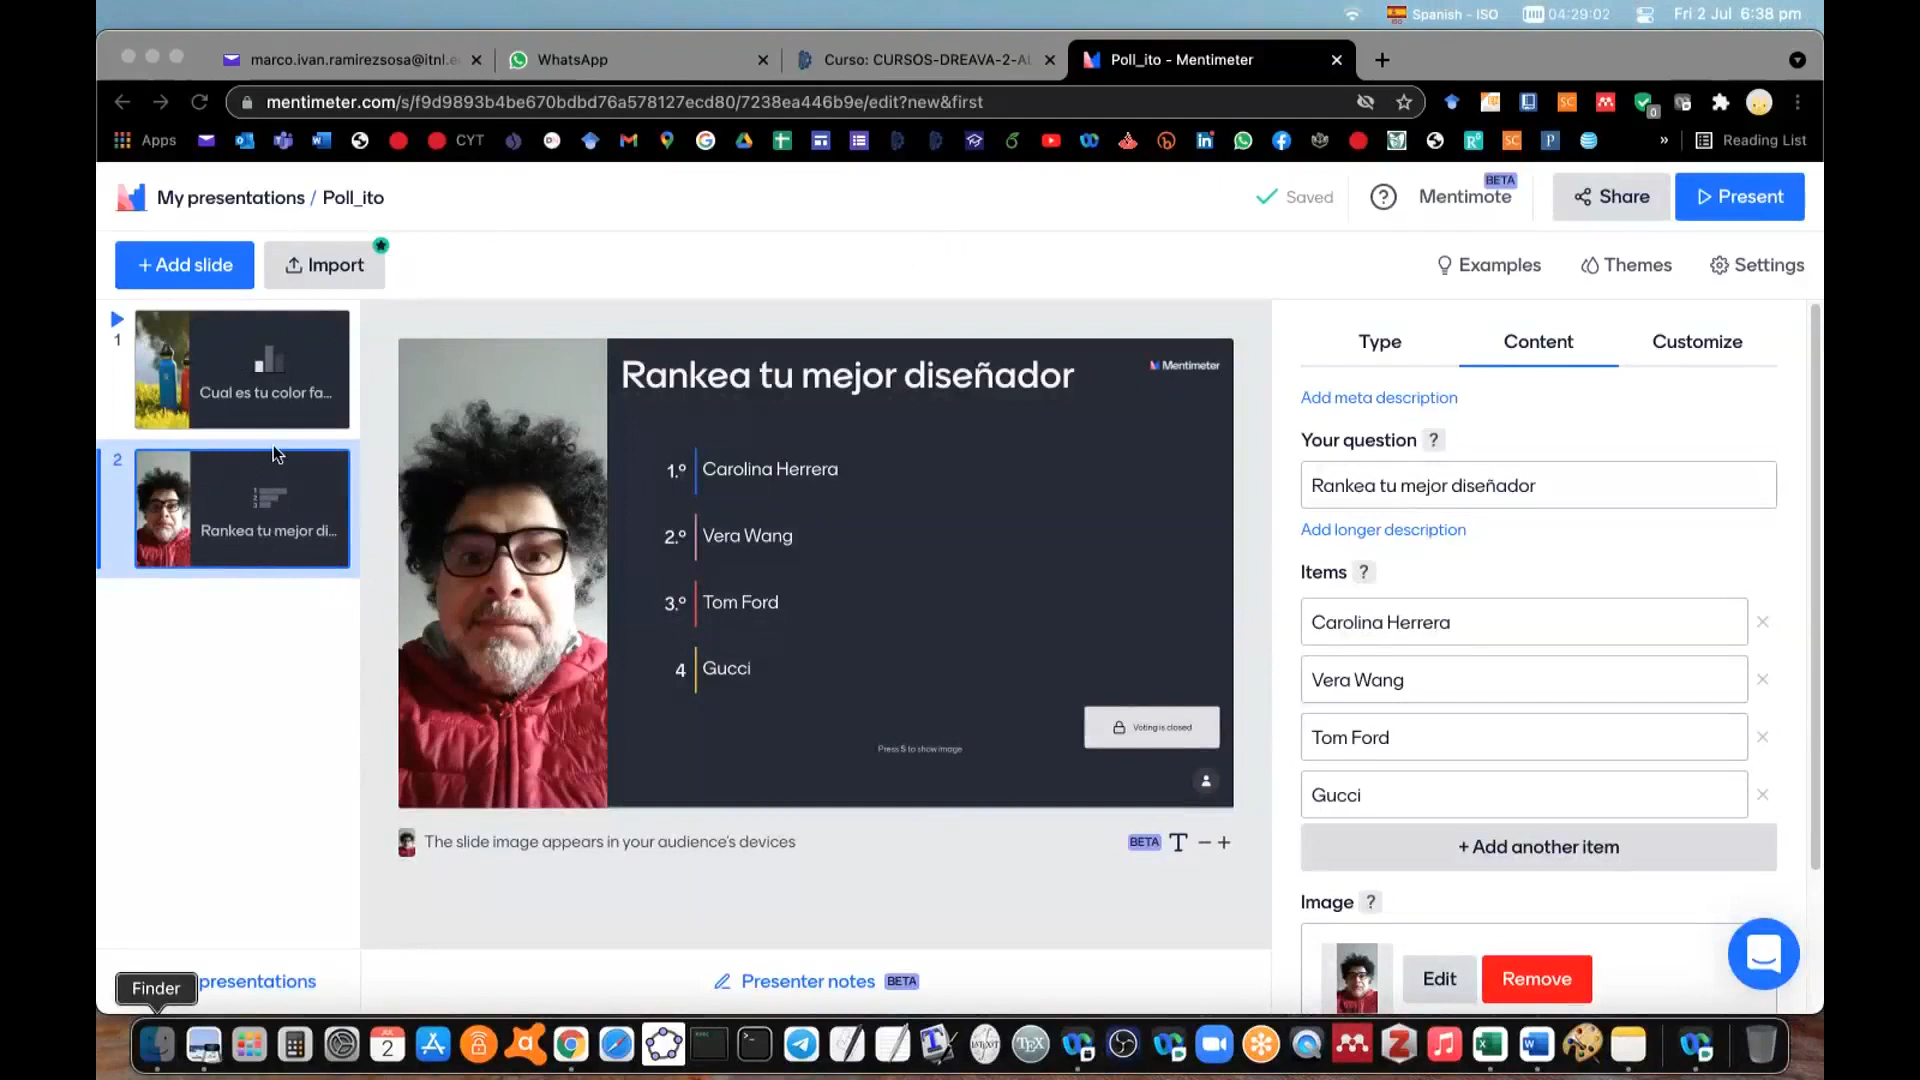 Spanish - ISO
04:29:02
Fri 2 Jul 6:38 pm
marco.ivan.ramirezsosa@itnl.e
WhatsApp
Curso: CURSOS-DREAVA-2-AL
Poll_ito - Mentimeter
mentimeter.com/s/f9d9893b4be670bdbd76a578127ecd80/7238ea446b9e/edit?new&first
Apps
CYT
Reading List
My presentations / Poll_ito
Saved
Mentimote
BETA
Share
Present
+ Add slide
Import
Examples
Themes
Settings
1
Cual es tu color fa...
2
Rankea tu mejor di...
Rankea tu mejor diseñador
Mentimeter
1.º Carolina Herrera
2.º Vera Wang
3.º Tom Ford
4 Gucci
Voting is closed
Press S to show image
The slide image appears in your audience's devices
BETA
Type
Content
Customize
Add meta description
Your question ?
Rankea tu mejor diseñador
Add longer description
Items ?
Carolina Herrera
Vera Wang
Tom Ford
Gucci
+ Add another item
Image ?
Edit
Remove
Finder
presentations
Presenter notes BETA
JUL
2